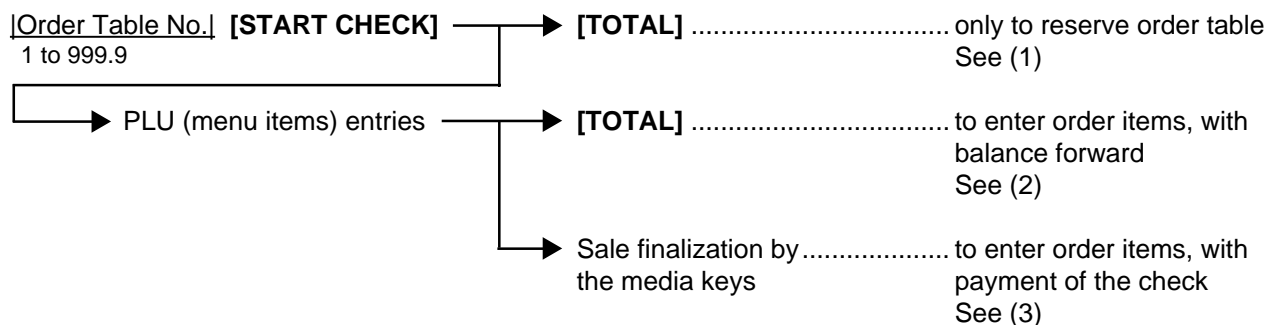 |Order Table No.| [START CHECK] [TOTAL] ................................... only to reserve order table
1 to 999.9 See (1)
PLU (menu items) entries [TOTAL] ................................... to enter order items, with
balance forward
See (2)
Sale finalization by .................... to enter order items, with
the media keys payment of the check
See (3)